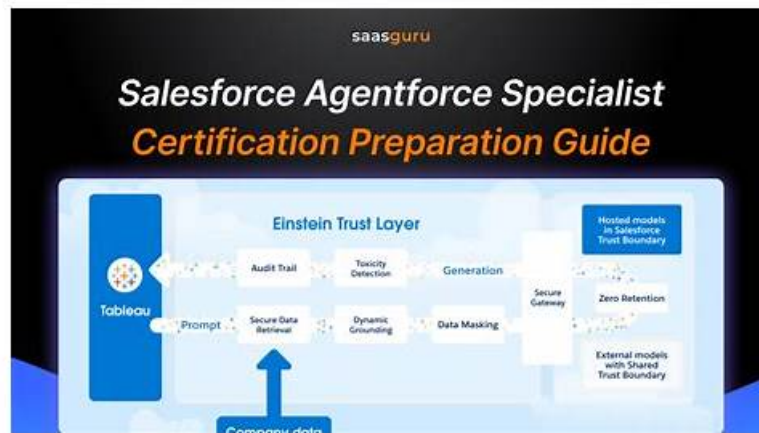 saasguru
Salesforce Agentforce Specialist
Certification Preparation Guide
Einstein Trust Layer
Hosted models
in Salesforce
Trust Boundary
Audit Trail
Toxicity
Detection
Generation
Tableau
Secure
Gateway
Zero Retention
Prompt
Secure Data
Retrieval
Dynamic
Grounding
Data Masking
External models
with Shared
Trust Boundary
Company data